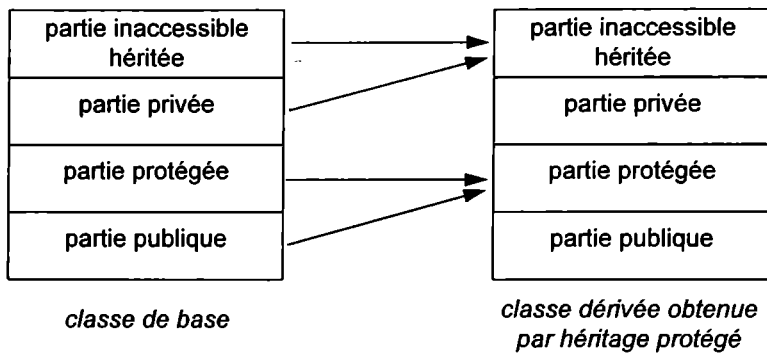 partie inaccessible
héritée
partie privée
partie protégée
partie publique
classe de base
partie inaccessible
héritée
partie privée
partie protégée
partie publique
classe dérivée obtenue
par héritage protégé